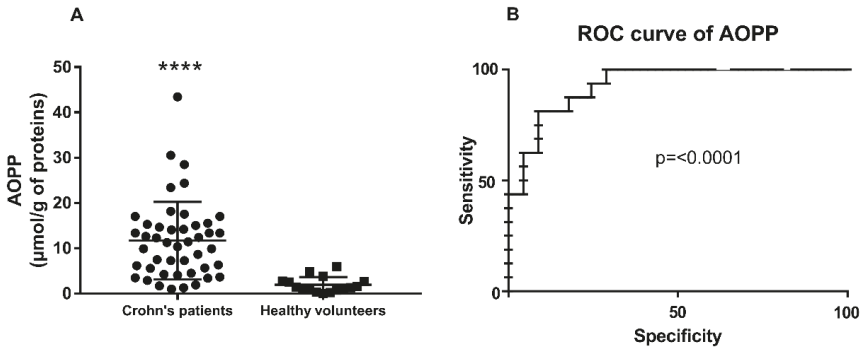 A
****
50
40
30
20
10
0
AOPP
(µmol/g of proteins)
Crohn's patients
Healthy volunteers
B
ROC curve of AOPP
100
50
0
Sensitivity
p=<0.0001
50
100
Specificity